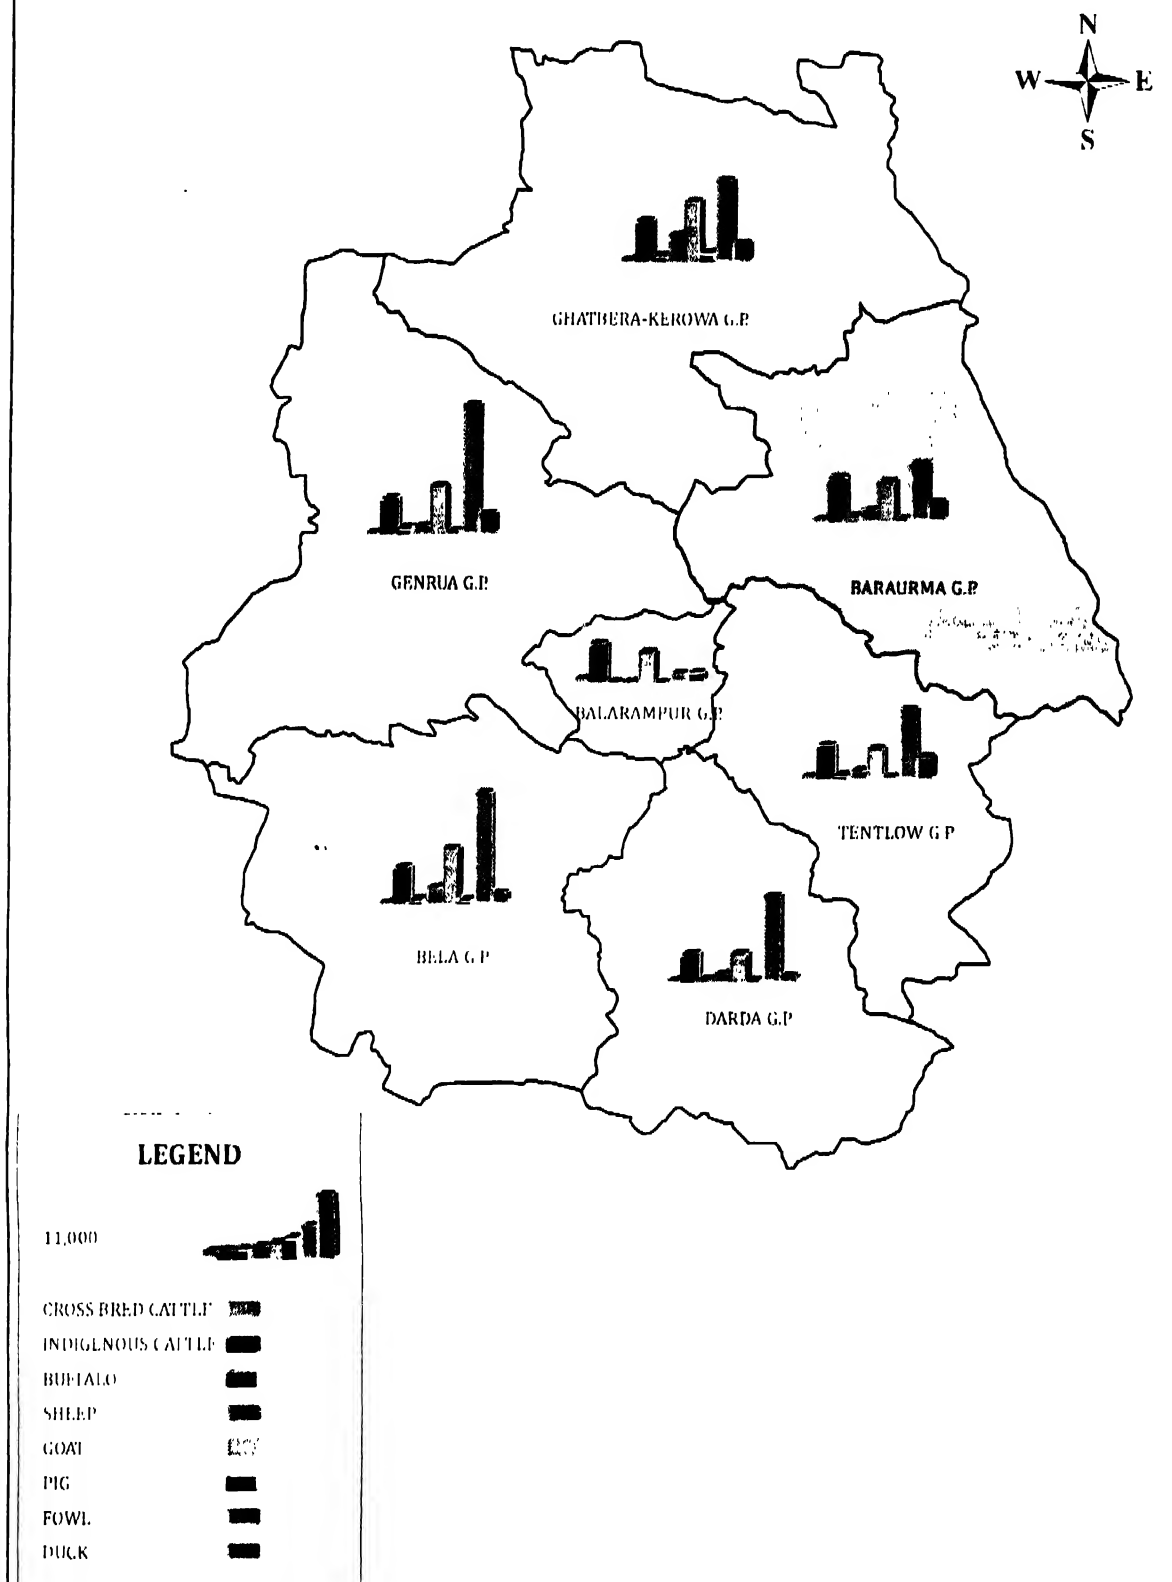 N
W E
S
GHATBERA-KEROWA G.P.
GENRUA G.P.
BARAURMA G.P.
BALARAMPUR G.P.
TENTLOW G P
BELA G P
DARDA G.P
LEGEND
11,000
CROSS BRED CATTLE
INDIGENOUS CATTLE
BUFFALO
SHEEP
GOAT
PIG
FOWL
DUCK